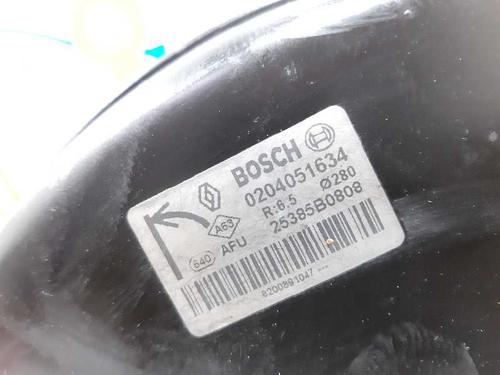 BOSCH
0204051634
R:8.5 Ø280
A63
AFU 25385B0808
640
8200891047 ---